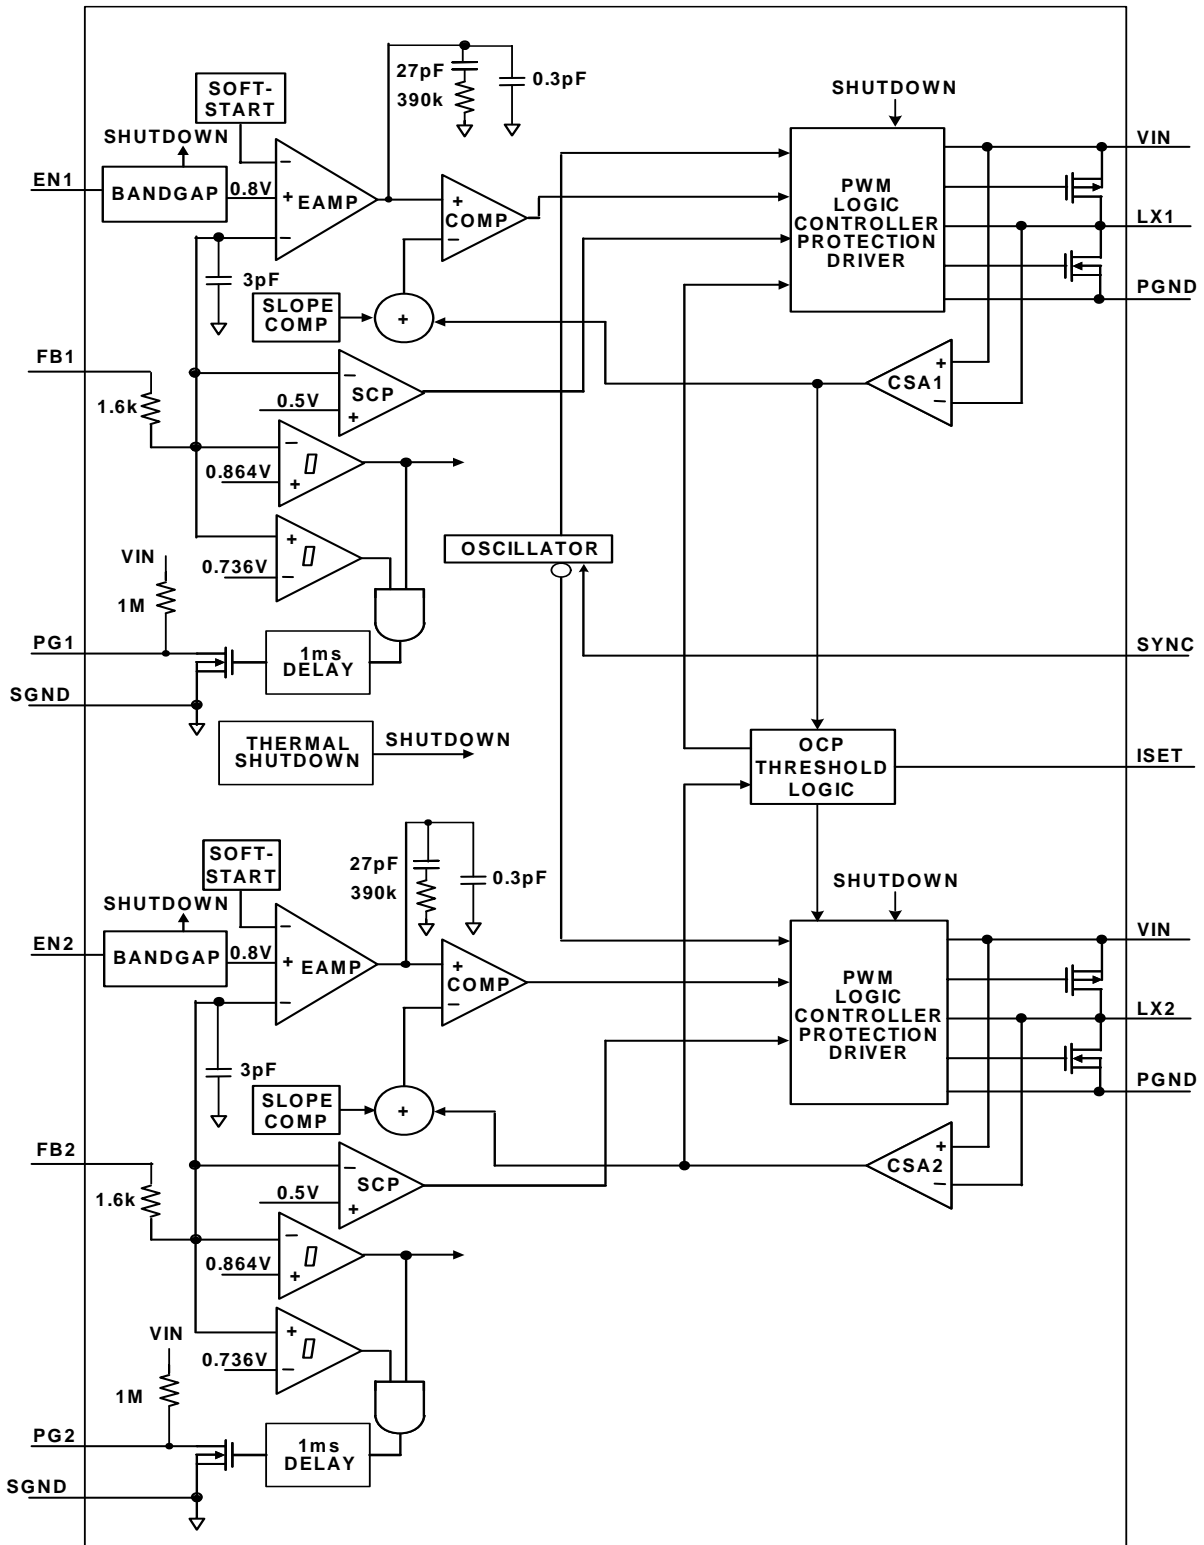 27pF
390k
0.3pF
SOFT-
START
SHUTDOWN
SHUTDOWN
VIN
EN1
BANDGAP
0.8V
−
+
−
EAMP
+
−
COMP
PWM
LOGIC
CONTROLLER
PROTECTION
DRIVER
LX1
3pF
SLOPE
COMP
+
PGND
FB1
1.6k
−
+
SCP
0.5V
+
−
CSA1
−
+
0.864V
+
−
0.736V
VIN
1M
OSCILLATOR
PG1
1ms
DELAY
SYNC
SGND
THERMAL
SHUTDOWN
SHUTDOWN
OCP
THRESHOLD
LOGIC
ISET
27pF
390k
0.3pF
SOFT-
START
SHUTDOWN
SHUTDOWN
VIN
EN2
BANDGAP
0.8V
−
+
−
EAMP
+
−
COMP
PWM
LOGIC
CONTROLLER
PROTECTION
DRIVER
LX2
3pF
SLOPE
COMP
+
PGND
FB2
1.6k
−
+
SCP
0.5V
+
−
CSA2
−
+
0.864V
+
−
0.736V
VIN
1M
PG2
1ms
DELAY
SGND